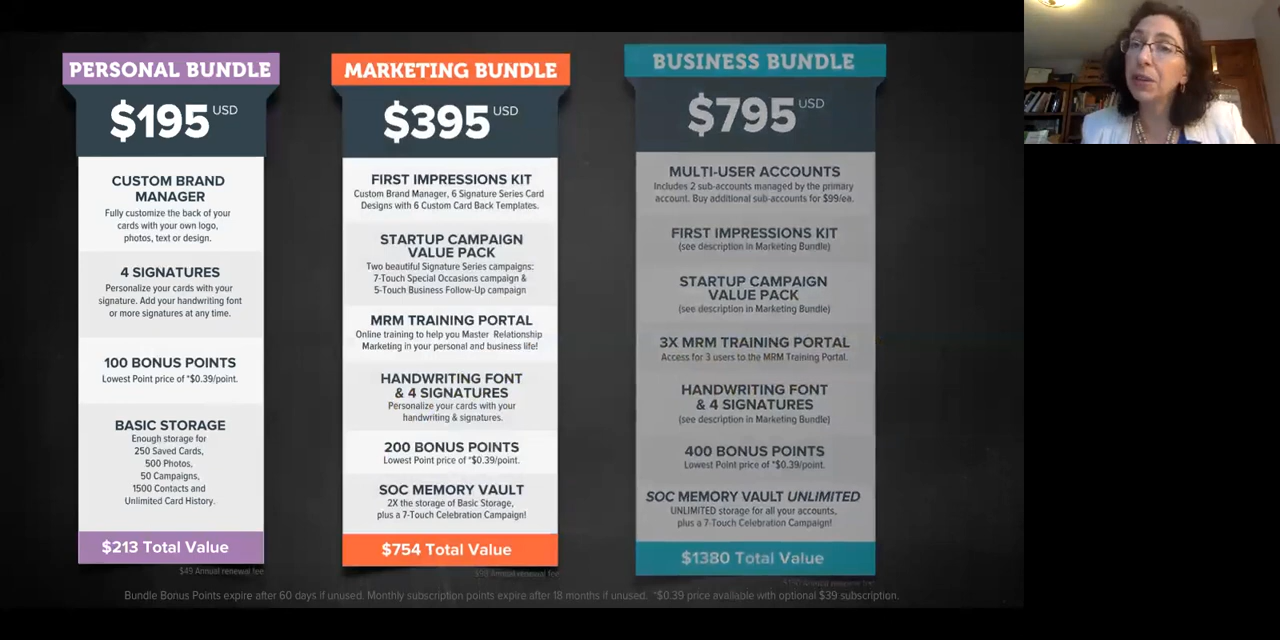 PERSONAL BUNDLE
$195 USD
CUSTOM BRAND
MANAGER
Fully customize the back of your
cards with your own logo,
photos, text or design.
4 SIGNATURES
Personalize your cards with your
signature. Add your handwriting font
or more signatures at any time.
100 BONUS POINTS
Lowest Point price of *$0.39/point.
BASIC STORAGE
Enough storage for
250 Saved Cards,
500 Photos,
50 Campaigns,
1500 Contacts and
Unlimited Card History.
$213 Total Value
$49 Annual renewal fee
MARKETING BUNDLE
$395 USD
FIRST IMPRESSIONS KIT
Custom Brand Manager, 6 Signature Series Card
Designs with 6 Custom Card Back Templates.
STARTUP CAMPAIGN
VALUE PACK
Two beautiful Signature Series campaigns:
7-Touch Special Occasions campaign &
5-Touch Business Follow-Up campaign
MRM TRAINING PORTAL
Online training to help you Master Relationship
Marketing in your personal and business life!
HANDWRITING FONT
& 4 SIGNATURES
Personalize your cards with your
handwriting & signatures.
200 BONUS POINTS
Lowest Point price of *$0.39/point.
SOC MEMORY VAULT
2X the storage of Basic Storage,
plus a 7-Touch Celebration Campaign!
$754 Total Value
Annual renewal fee
BUSINESS BUNDLE
$795 USD
MULTI-USER ACCOUNTS
Includes 2 sub-accounts managed by the primary
account. Buy additional sub-accounts for $99/ea.
FIRST IMPRESSIONS KIT
(see description in Marketing Bundle)
STARTUP CAMPAIGN
VALUE PACK
(see description in Marketing Bundle)
3X MRM TRAINING PORTAL
Access for 3 users to the MRM Training Portal.
HANDWRITING FONT
& 4 SIGNATURES
(see description in Marketing Bundle)
400 BONUS POINTS
Lowest Point price of *$0.39/point.
SOC MEMORY VAULT UNLIMITED
UNLIMITED storage for all your accounts,
plus a 7-Touch Celebration Campaign!
$1380 Total Value
Annual renewal fee
Bundle Bonus Points expire after 60 days if unused. Monthly subscription points expire after 18 months if unused. *$0.39 price available with optional $39 subscription.